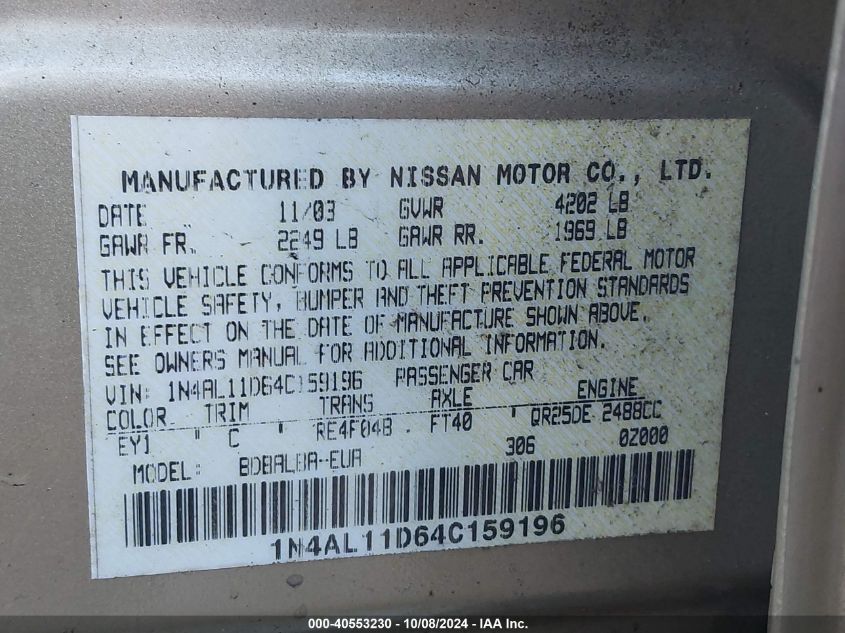 MANUFACTURED BY NISSAN MOTOR CO., LTD.
DATE 11/03 GVWR 4202 LB
GAWR FR. 2249 LB GAWR RR. 1969 LB
THIS VEHICLE CONFORMS TO ALL APPLICABLE FEDERAL MOTOR
VEHICLE SAFETY, BUMPER AND THEFT PREVENTION STANDARDS
IN EFFECT ON THE DATE OF MANUFACTURE SHOWN ABOVE.
SEE OWNERS MANUAL FOR ADDITIONAL INFORMATION.
VIN: 1N4AL11D64C159196 PASSENGER CAR
COLOR TRIM TRANS AXLE ENGINE
EY1 " C " RE4F04B . FT40 " QR25DE 2488CC
306 0Z000
MODEL: BDBALBA-EUA
1N4AL11D64C159196
000-40553230 - 10/08/2024 - IAA Inc.